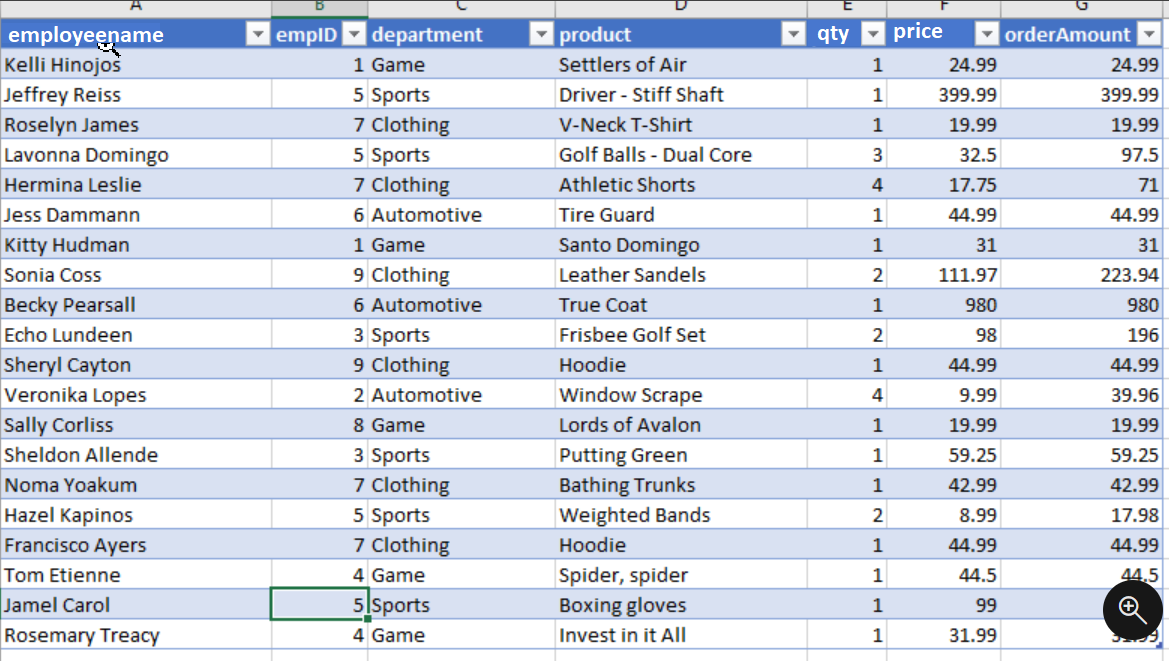 A B C D E F G
employeename empID department product qty price orderAmount
Kelli Hinojos 1 Game Settlers of Air 1 24.99 24.99
Jeffrey Reiss 5 Sports Driver - Stiff Shaft 1 399.99 399.99
Roselyn James 7 Clothing V-Neck T-Shirt 1 19.99 19.99
Lavonna Domingo 5 Sports Golf Balls - Dual Core 3 32.5 97.5
Hermina Leslie 7 Clothing Athletic Shorts 4 17.75 71
Jess Dammann 6 Automotive Tire Guard 1 44.99 44.99
Kitty Hudman 1 Game Santo Domingo 1 31 31
Sonia Coss 9 Clothing Leather Sandels 2 111.97 223.94
Becky Pearsall 6 Automotive True Coat 1 980 980
Echo Lundeen 3 Sports Frisbee Golf Set 2 98 196
Sheryl Cayton 9 Clothing Hoodie 1 44.99 44.99
Veronika Lopes 2 Automotive Window Scrape 4 9.99 39.96
Sally Corliss 8 Game Lords of Avalon 1 19.99 19.99
Sheldon Allende 3 Sports Putting Green 1 59.25 59.25
Noma Yoakum 7 Clothing Bathing Trunks 1 42.99 42.99
Hazel Kapinos 5 Sports Weighted Bands 2 8.99 17.98
Francisco Ayers 7 Clothing Hoodie 1 44.99 44.99
Tom Etienne 4 Game Spider, spider 1 44.5 44.5
Jamel Carol 5 Sports Boxing gloves 1 99
Rosemary Treacy 4 Game Invest in it All 1 31.99